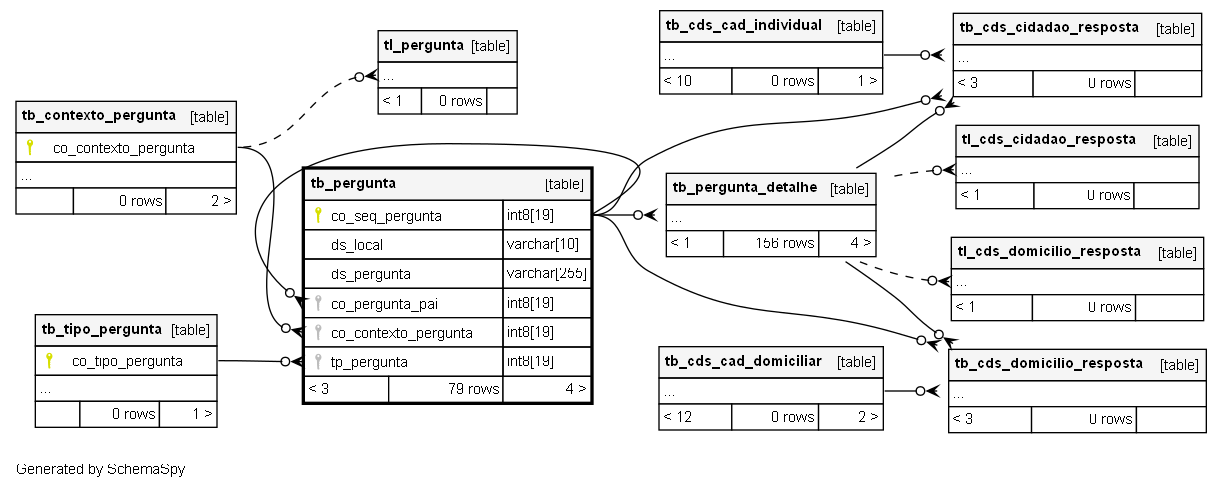 tl_pergunta [table]
...
< 1 0 rows
tb_contexto_pergunta [table]
co_contexto_pergunta
...
0 rows 2 >
tb_pergunta [table]
co_seq_pergunta int8[19]
ds_local varchar[10]
ds_pergunta varchar[255]
co_pergunta_pai int8[19]
co_contexto_pergunta int8[19]
tp_pergunta int8[19]
< 3 79 rows 4 >
tb_tipo_pergunta [table]
co_tipo_pergunta
...
0 rows 1 >
tb_cds_cad_individual [table]
...
< 10 0 rows 1 >
tb_cds_cidadao_resposta [table]
...
< 3 0 rows
tl_cds_cidadao_resposta [table]
...
< 1 0 rows
tb_pergunta_detalhe [table]
...
< 1 156 rows 4 >
tl_cds_domicilio_resposta [table]
...
< 1 0 rows
tb_cds_cad_domiciliar [table]
...
< 12 0 rows 2 >
tb_cds_domicilio_resposta [table]
...
< 3 0 rows
Generated by SchemaSpy